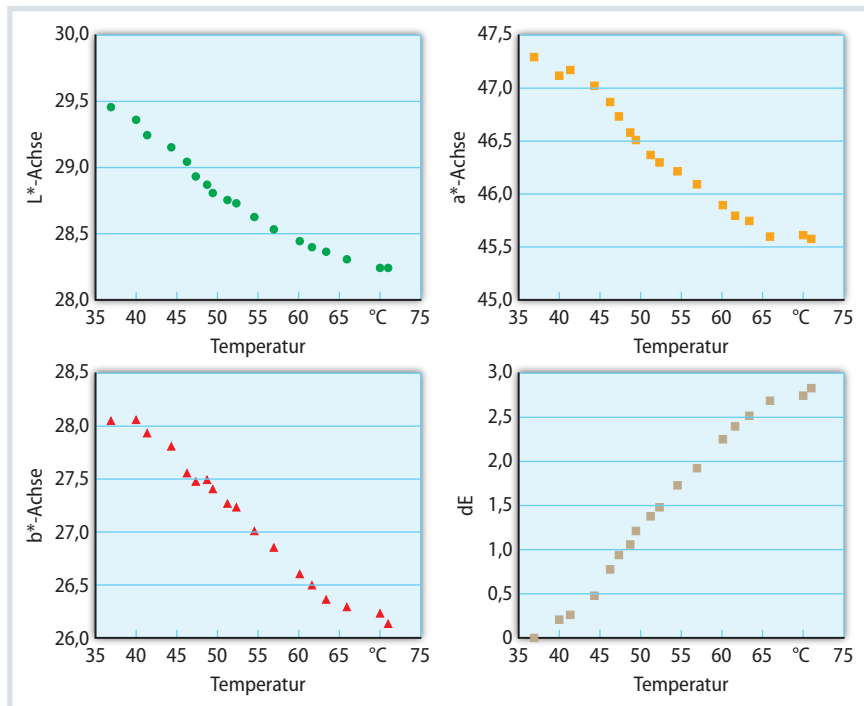 30,0
29,5
29,0
28,5
28,0
L*-Achse
35 40 45 50 55 60 65 °C 75
Temperatur
47,5
47,0
46,5
46,0
45,5
45,0
a*-Achse
35 40 45 50 55 60 65 °C 75
Temperatur
28,5
28,0
27,5
27,0
26,5
26,0
b*-Achse
35 40 45 50 55 60 65 °C 75
Temperatur
3,0
2,5
2,0
1,5
1,0
0,5
0
dE
35 40 45 50 55 60 65 °C 75
Temperatur